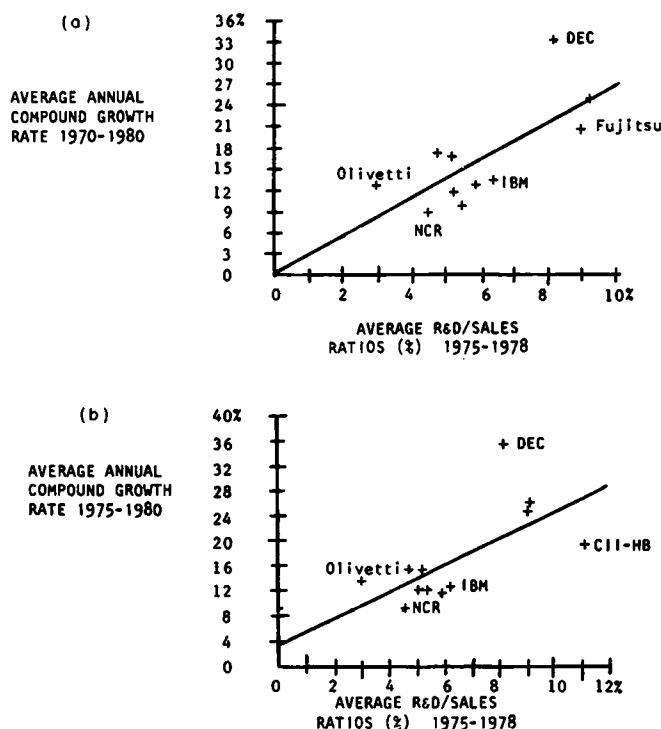 (a)
AVERAGE ANNUAL
COMPOUND GROWTH
RATE 1970-1980
36%
33
30
27
24
21
18
15
12
9
6
3
0
DEC
Fujitsu
Olivetti
IBM
NCR
0 2 4 6 8 10%
AVERAGE R&D/SALES
RATIOS (%) 1975-1978
(b)
AVERAGE ANNUAL
COMPOUND GROWTH
RATE 1975-1980
40%
36
32
28
24
20
16
12
8
4
0
DEC
CII-HB
Olivetti
IBM
NCR
0 2 4 6 8 10 12%
AVERAGE R&D/SALES
RATIOS (%) 1975-1978